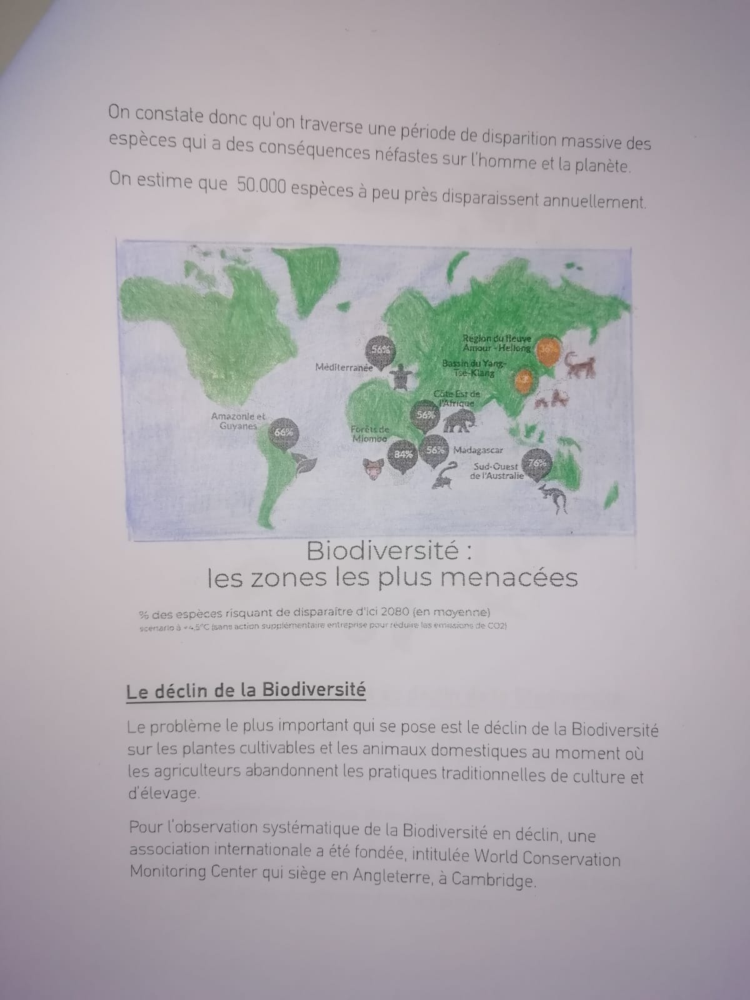 On constate donc qu'on traverse une période de disparition massive des
espèces qui a des conséquences néfastes sur l'homme et la planète.
On estime que 50.000 espèces à peu près disparaissent annuellement.
Région du fleuve
Amour - Heilong
56%
Méditerranée
Bassin du Yang-
Tsé-Kiang
Côte Est de
l'Afrique
56%
Amazonie et
Guyanes
66%
Forêts de
Miombo
84%
56%
Madagascar
Sud-Ouest
de l'Australie
76%
Biodiversité :
les zones les plus menacées
% des espèces risquant de disparaître d'ici 2080 (en moyenne)
scénario à +4,5°C (sans action supplémentaire entreprise pour réduire les émissions de CO2)
Le déclin de la Biodiversité
Le problème le plus important qui se pose est le déclin de la Biodiversité
sur les plantes cultivables et les animaux domestiques au moment où
les agriculteurs abandonnent les pratiques traditionnelles de culture et
d'élevage.
Pour l'observation systématique de la Biodiversité en déclin, une
association internationale a été fondée, intitulée World Conservation
Monitoring Center qui siège en Angleterre, à Cambridge.